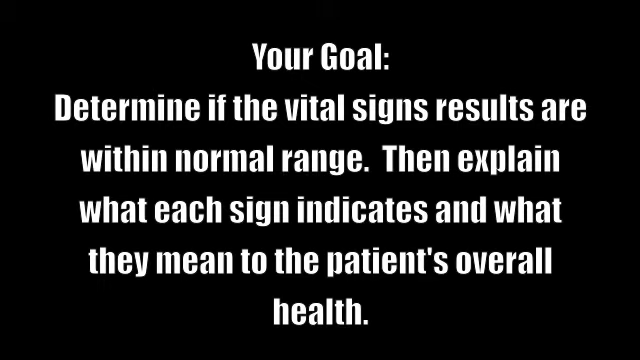 Your Goal:
Determine if the vital signs results are
within normal range.  Then explain
what each sign indicates and what
they mean to the patient's overall
health.